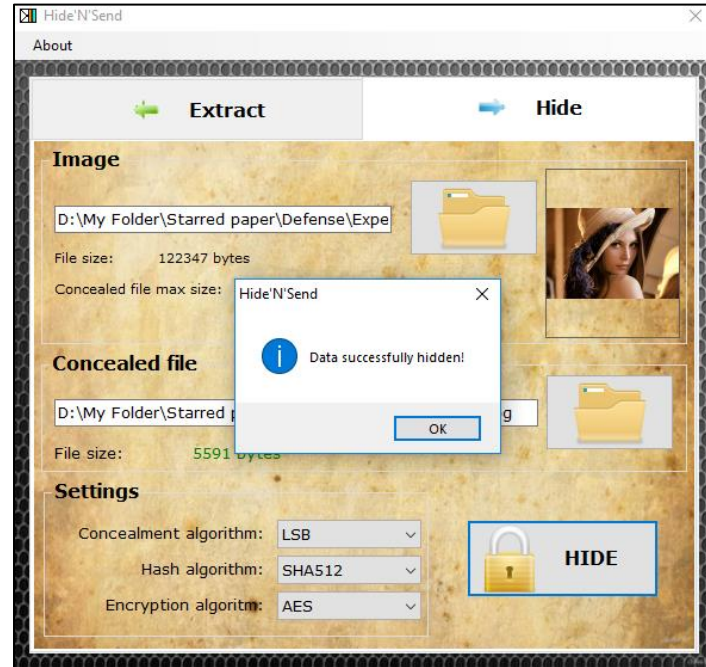 Hide'N'Send
About
Extract
Hide
Image
D:\My Folder\Starred paper\Defense\Expe
File size: 122347 bytes
Concealed file max size:
Hide'N'Send
Data successfully hidden!
OK
Concealed file
D:\My Folder\Starred
File size: 5591 bytes
Settings
Concealment algorithm: LSB
Hash algorithm: SHA512
Encryption algoritm: AES
HIDE